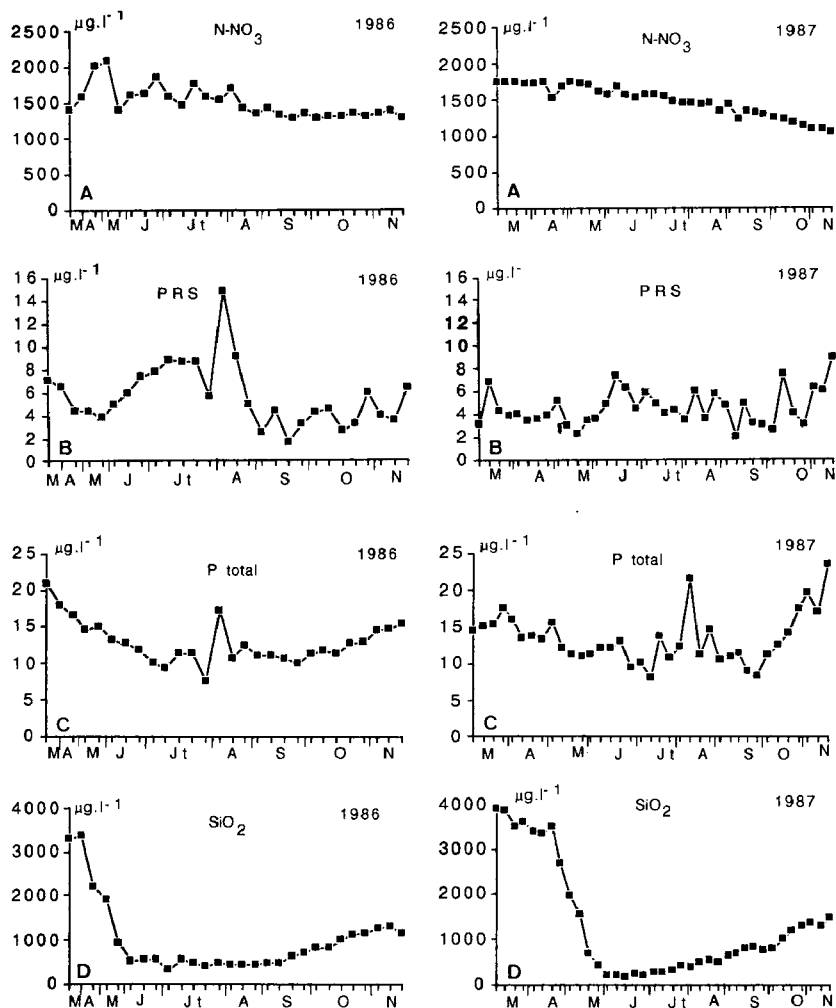 µg.l-1 N-NO3 1986
2500
2000
1500
1000
500
0
A
M A M J Jt A S O N
µg.l-1 N-NO3 1987
2500
2000
1500
1000
500
0
A
M A M J Jt A S O N
µg.l-1 PRS 1986
16
14
12
10
8
6
4
2
0
B
M A M J Jt A S O N
µg.l- PRS 1987
16
14
12
10
8
6
4
2
0
B
M A M J Jt A S O N
µg.l-1 P total 1986
25
20
15
10
5
0
C
M A M J Jt A S O N
µg.l-1 P total 1987
25
20
15
10
5
0
C
M A M J Jt A S O N
µg.l-1 SiO2 1986
4000
3000
2000
1000
0
D
M A M J Jt A S O N
µg.l-1 SiO2 1987
4000
3000
2000
1000
0
D
M A M J Jt A S O N